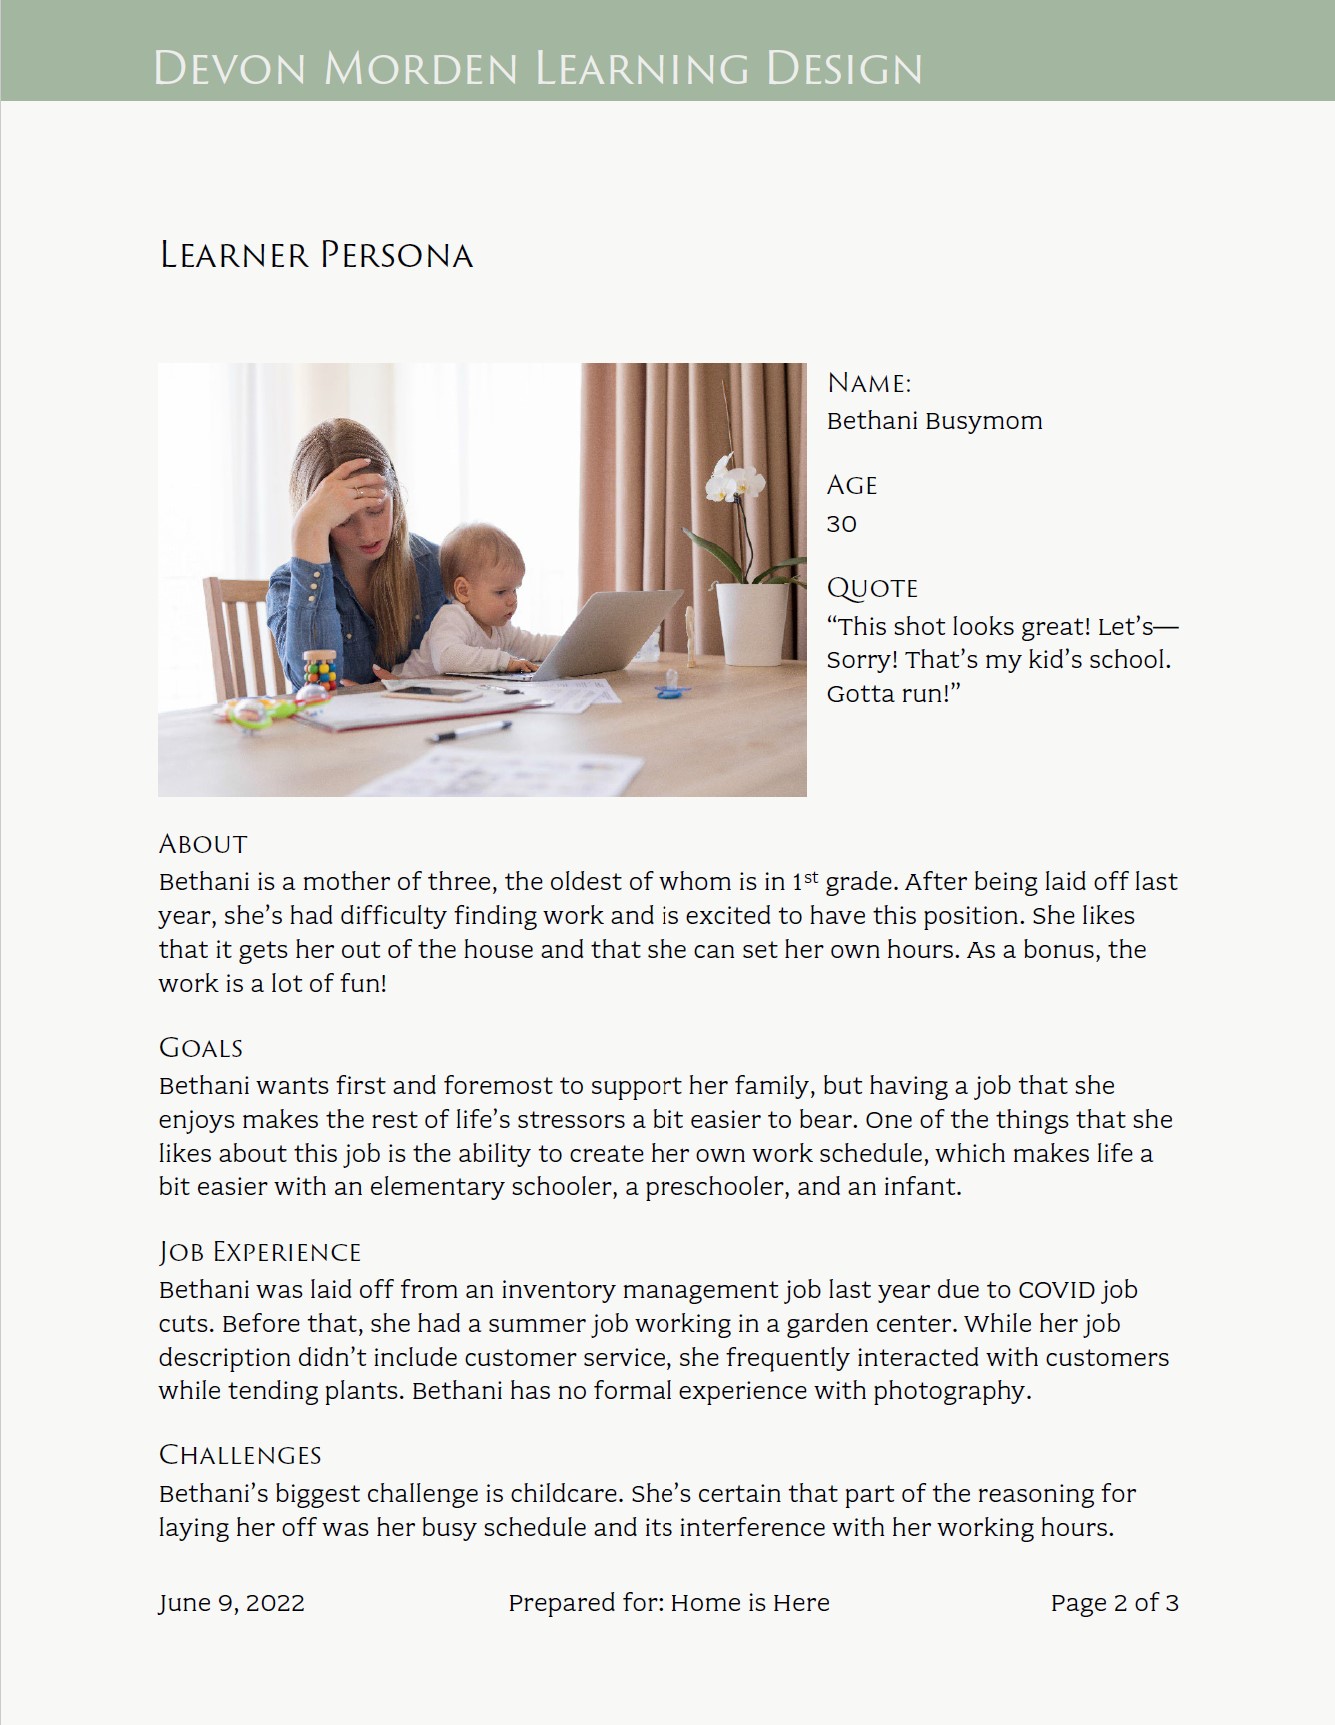 Devon Morden Learning Design
Learner Persona
Name:
Bethani Busymom
Age
30
Quote
“This shot looks great! Let’s—
Sorry! That’s my kid’s school.
Gotta run!”
About
Bethani is a mother of three, the oldest of whom is in 1st grade. After being laid off last
year, she’s had difficulty finding work and is excited to have this position. She likes
that it gets her out of the house and that she can set her own hours. As a bonus, the
work is a lot of fun!
Goals
Bethani wants first and foremost to support her family, but having a job that she
enjoys makes the rest of life’s stressors a bit easier to bear. One of the things that she
likes about this job is the ability to create her own work schedule, which makes life a
bit easier with an elementary schooler, a preschooler, and an infant.
Job Experience
Bethani was laid off from an inventory management job last year due to COVID job
cuts. Before that, she had a summer job working in a garden center. While her job
description didn’t include customer service, she frequently interacted with customers
while tending plants. Bethani has no formal experience with photography.
Challenges
Bethani’s biggest challenge is childcare. She’s certain that part of the reasoning for
laying her off was her busy schedule and its interference with her working hours.
June 9, 2022
Prepared for: Home is Here
Page 2 of 3